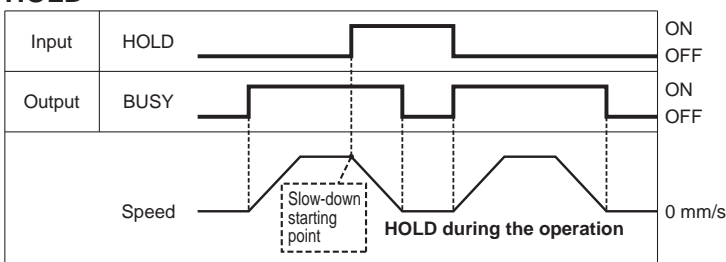 HOLD
Input HOLD ON
OFF
Output BUSY ON
OFF
Speed 0 mm/s
Slow-down
starting
point
HOLD during the operation